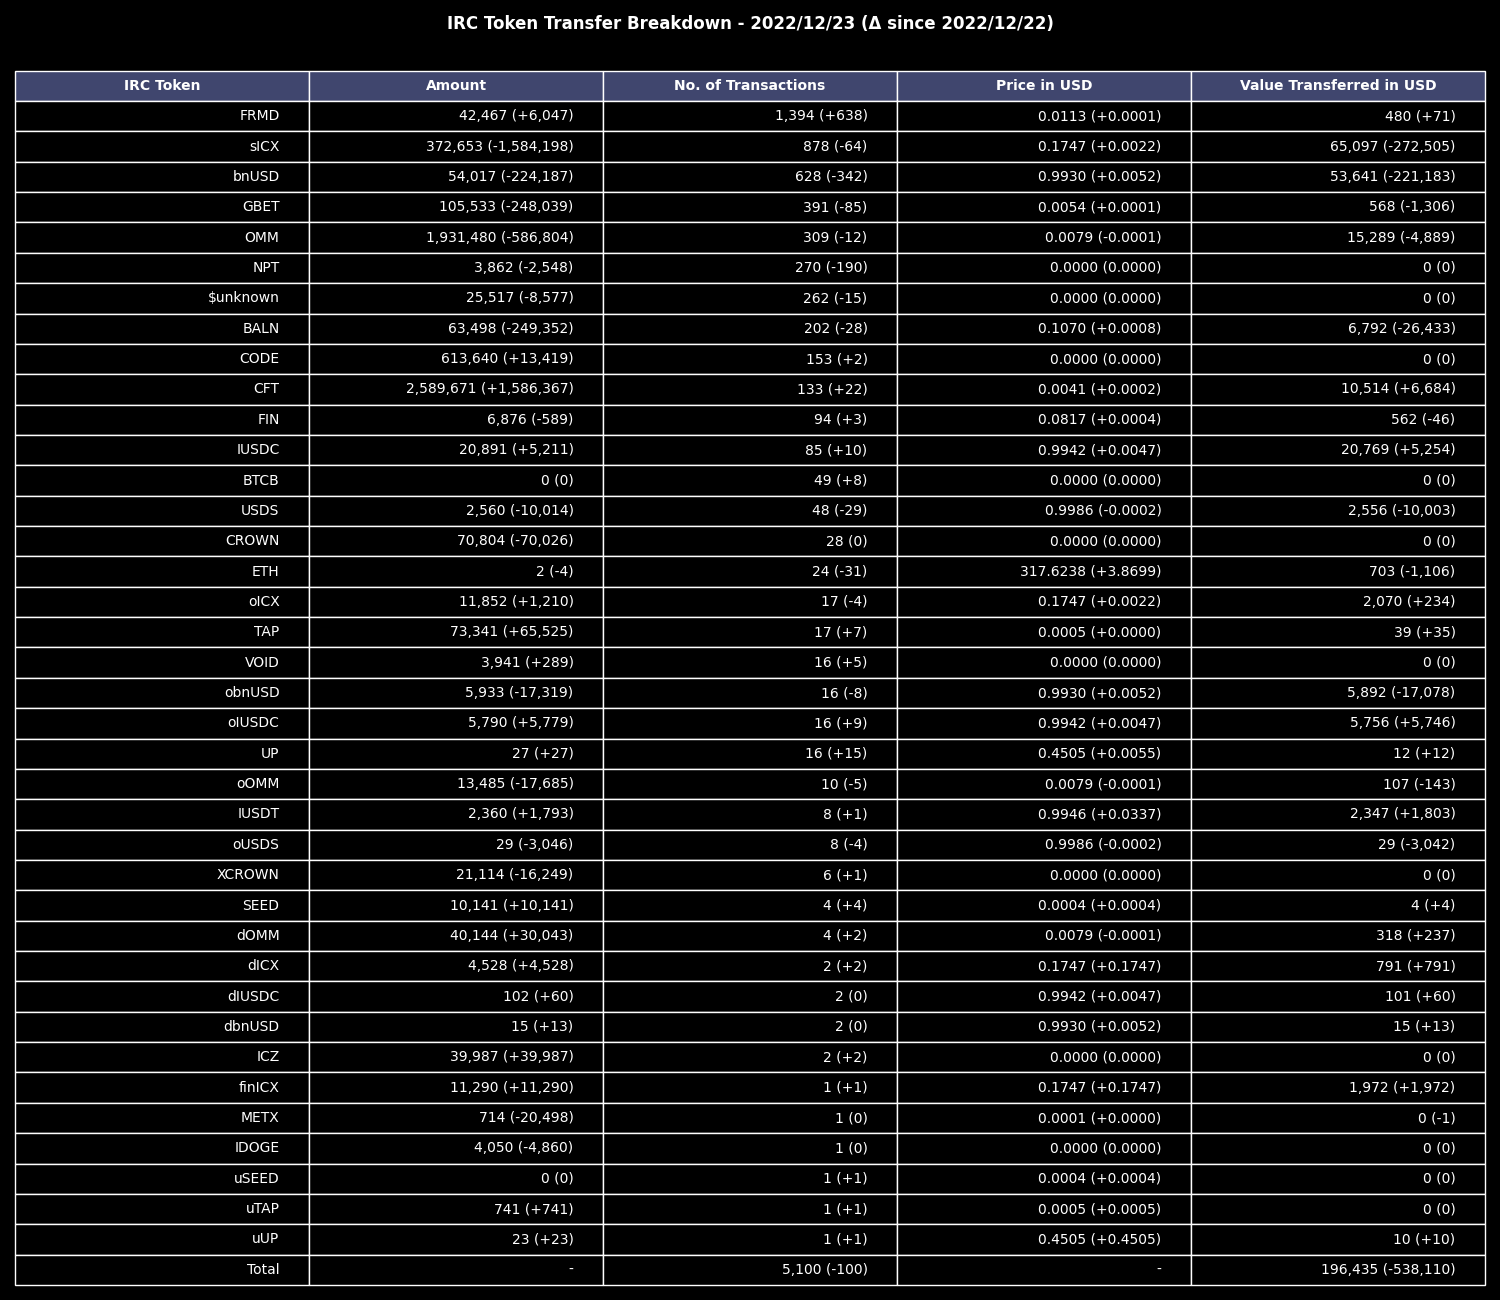 IRC Token Transfer Breakdown - 2022/12/23 (Δ since 2022/12/22)
IRC Token Amount No. of Transactions Price in USD Value Transferred in USD
FRMD 42,467 (+6,047) 1,394 (+638) 0.0113 (+0.0001) 480 (+71)
sICX 372,653 (-1,584,198) 878 (-64) 0.1747 (+0.0022) 65,097 (-272,505)
bnUSD 54,017 (-224,187) 628 (-342) 0.9930 (+0.0052) 53,641 (-221,183)
GBET 105,533 (-248,039) 391 (-85) 0.0054 (+0.0001) 568 (-1,306)
OMM 1,931,480 (-586,804) 309 (-12) 0.0079 (-0.0001) 15,289 (-4,889)
NPT 3,862 (-2,548) 270 (-190) 0.0000 (0.0000) 0 (0)
$unknown 25,517 (-8,577) 262 (-15) 0.0000 (0.0000) 0 (0)
BALN 63,498 (-249,352) 202 (-28) 0.1070 (+0.0008) 6,792 (-26,433)
CODE 613,640 (+13,419) 153 (+2) 0.0000 (0.0000) 0 (0)
CFT 2,589,671 (+1,586,367) 133 (+22) 0.0041 (+0.0002) 10,514 (+6,684)
FIN 6,876 (-589) 94 (+3) 0.0817 (+0.0004) 562 (-46)
IUSDC 20,891 (+5,211) 85 (+10) 0.9942 (+0.0047) 20,769 (+5,254)
BTCB 0 (0) 49 (+8) 0.0000 (0.0000) 0 (0)
USDS 2,560 (-10,014) 48 (-29) 0.9986 (-0.0002) 2,556 (-10,003)
CROWN 70,804 (-70,026) 28 (0) 0.0000 (0.0000) 0 (0)
ETH 2 (-4) 24 (-31) 317.6238 (+3.8699) 703 (-1,106)
oICX 11,852 (+1,210) 17 (-4) 0.1747 (+0.0022) 2,070 (+234)
TAP 73,341 (+65,525) 17 (+7) 0.0005 (+0.0000) 39 (+35)
VOID 3,941 (+289) 16 (+5) 0.0000 (0.0000) 0 (0)
obnUSD 5,933 (-17,319) 16 (-8) 0.9930 (+0.0052) 5,892 (-17,078)
oIUSDC 5,790 (+5,779) 16 (+9) 0.9942 (+0.0047) 5,756 (+5,746)
UP 27 (+27) 16 (+15) 0.4505 (+0.0055) 12 (+12)
oOMM 13,485 (-17,685) 10 (-5) 0.0079 (-0.0001) 107 (-143)
IUSDT 2,360 (+1,793) 8 (+1) 0.9946 (+0.0337) 2,347 (+1,803)
oUSDS 29 (-3,046) 8 (-4) 0.9986 (-0.0002) 29 (-3,042)
XCROWN 21,114 (-16,249) 6 (+1) 0.0000 (0.0000) 0 (0)
SEED 10,141 (+10,141) 4 (+4) 0.0004 (+0.0004) 4 (+4)
dOMM 40,144 (+30,043) 4 (+2) 0.0079 (-0.0001) 318 (+237)
dICX 4,528 (+4,528) 2 (+2) 0.1747 (+0.1747) 791 (+791)
dIUSDC 102 (+60) 2 (0) 0.9942 (+0.0047) 101 (+60)
dbnUSD 15 (+13) 2 (0) 0.9930 (+0.0052) 15 (+13)
ICZ 39,987 (+39,987) 2 (+2) 0.0000 (0.0000) 0 (0)
finICX 11,290 (+11,290) 1 (+1) 0.1747 (+0.1747) 1,972 (+1,972)
METX 714 (-20,498) 1 (0) 0.0001 (+0.0000) 0 (-1)
IDOGE 4,050 (-4,860) 1 (0) 0.0000 (0.0000) 0 (0)
uSEED 0 (0) 1 (+1) 0.0004 (+0.0004) 0 (0)
uTAP 741 (+741) 1 (+1) 0.0005 (+0.0005) 0 (0)
uUP 23 (+23) 1 (+1) 0.4505 (+0.4505) 10 (+10)
Total - 5,100 (-100) - 196,435 (-538,110)